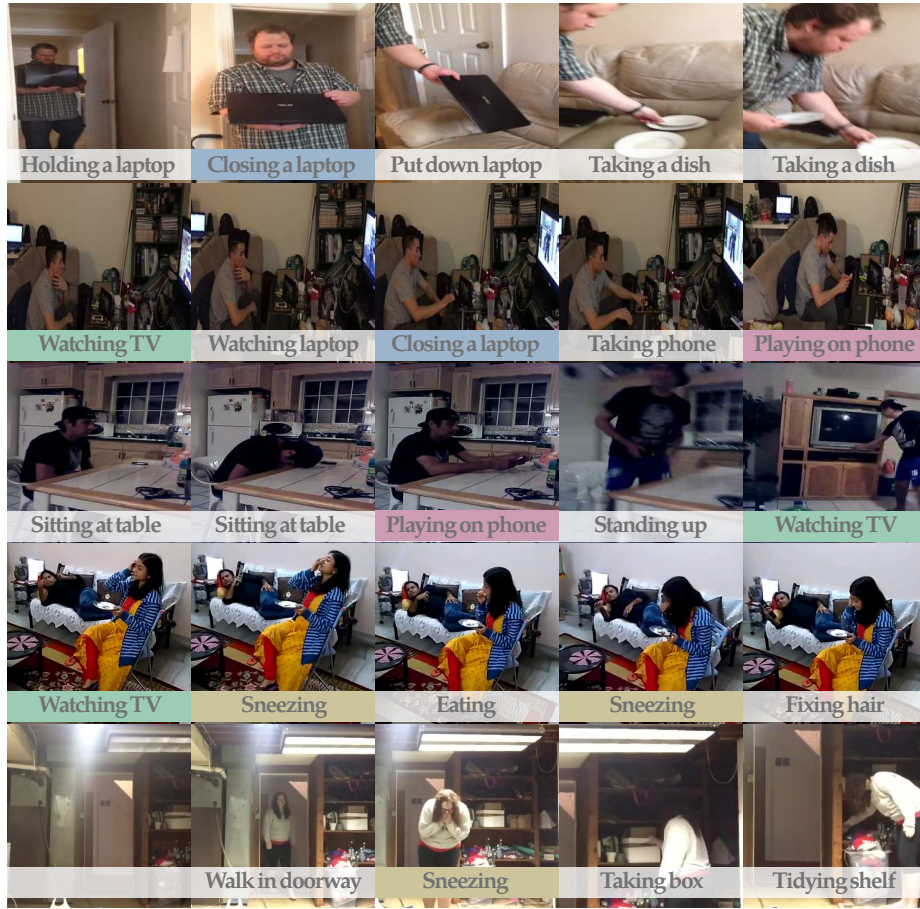 Holding a laptop
Closing a laptop
Put down laptop
Taking a dish
Taking a dish
Watching TV
Watching laptop
Closing a laptop
Taking phone
Playing on phone
Sitting at table
Sitting at table
Playing on phone
Standing up
Watching TV
Watching TV
Sneezing
Eating
Sneezing
Fixing hair
Walk in doorway
Sneezing
Taking box
Tidying shelf